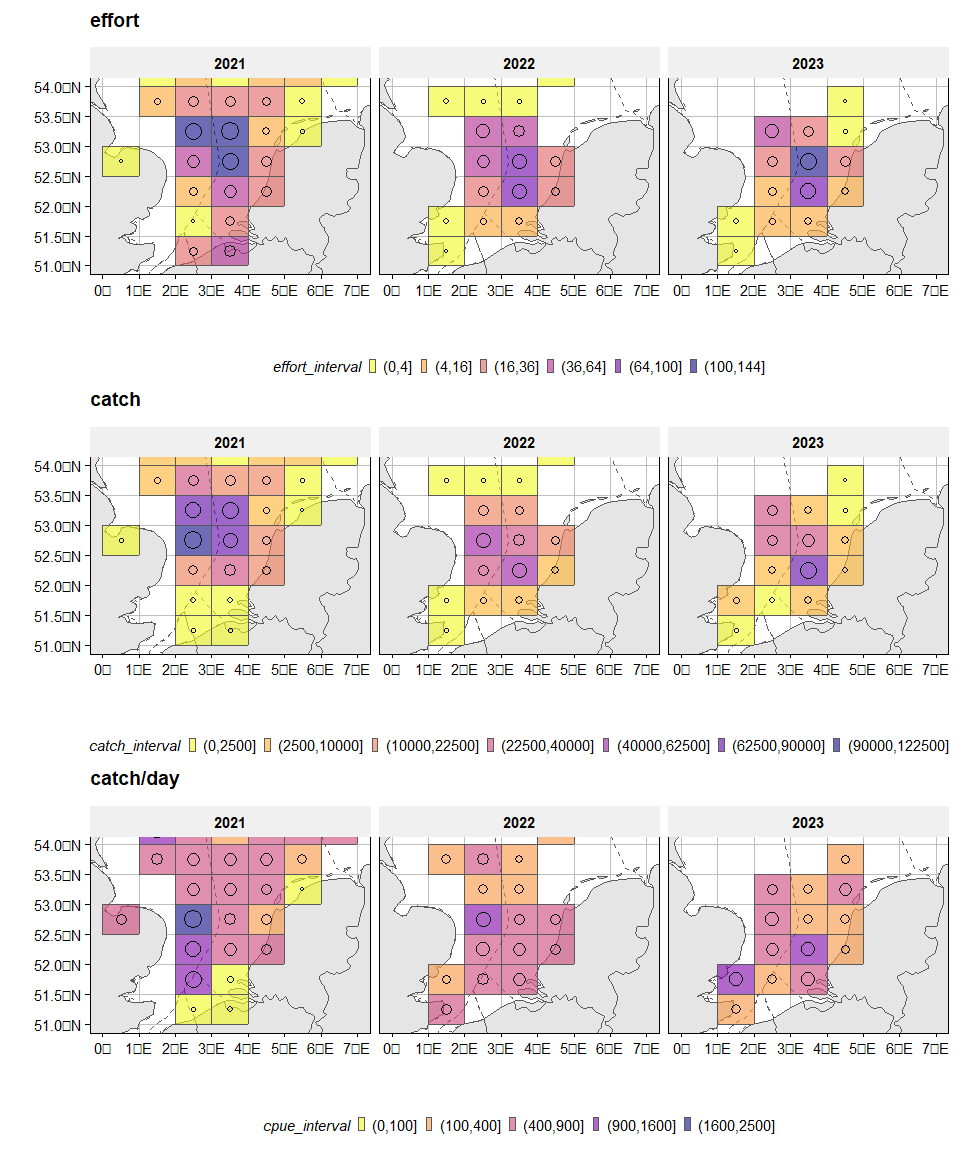 effort
2021 2022 2023
54.0□N
53.5□N
53.0□N
52.5□N
52.0□N
51.5□N
51.0□N
0□ 1□E 2□E 3□E 4□E 5□E 6□E 7□E 0□ 1□E 2□E 3□E 4□E 5□E 6□E 7□E 0□ 1□E 2□E 3□E 4□E 5□E 6□E 7□E
effort_interval (0,4] (4,16] (16,36] (36,64] (64,100] (100,144]
catch
2021 2022 2023
54.0□N
53.5□N
53.0□N
52.5□N
52.0□N
51.5□N
51.0□N
0□ 1□E 2□E 3□E 4□E 5□E 6□E 7□E 0□ 1□E 2□E 3□E 4□E 5□E 6□E 7□E 0□ 1□E 2□E 3□E 4□E 5□E 6□E 7□E
catch_interval (0,2500] (2500,10000] (10000,22500] (22500,40000] (40000,62500] (62500,90000] (90000,122500]
catch/day
2021 2022 2023
54.0□N
53.5□N
53.0□N
52.5□N
52.0□N
51.5□N
51.0□N
0□ 1□E 2□E 3□E 4□E 5□E 6□E 7□E 0□ 1□E 2□E 3□E 4□E 5□E 6□E 7□E 0□ 1□E 2□E 3□E 4□E 5□E 6□E 7□E
cpue_interval (0,100] (100,400] (400,900] (900,1600] (1600,2500]